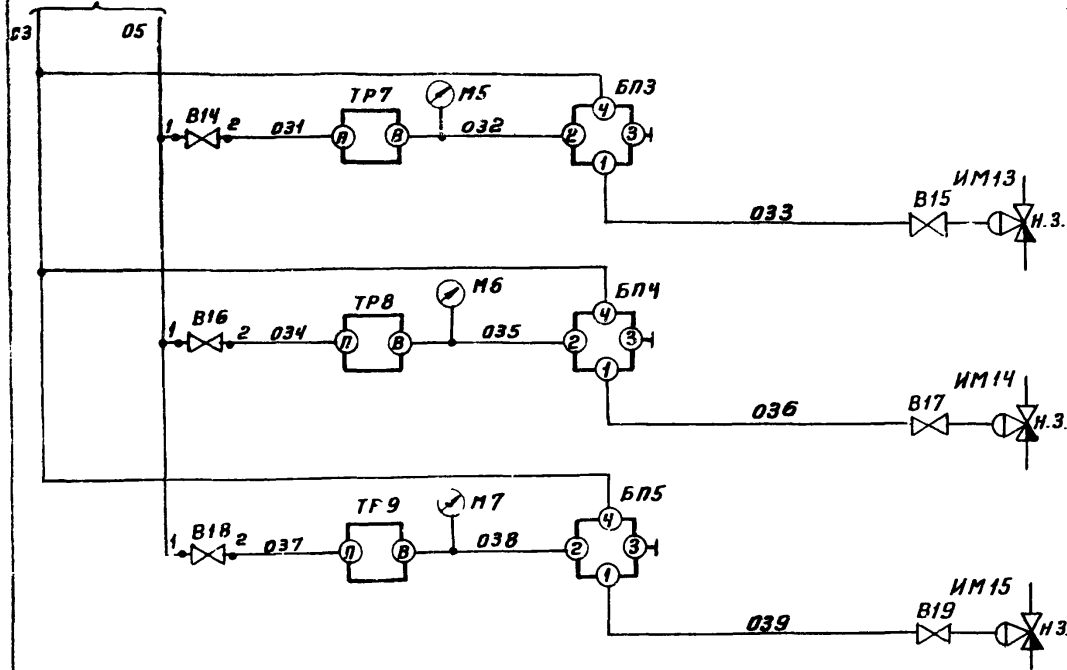 03 05
ТР7 М5 БП3
1 В14 2 031 П В 032 2 4 3 1
033 В15 ИМ13 Н.З.
ТР8 М6 БП4
1 В16 2 034 П В 035 2 4 3 1
036 В17 ИМ14 Н.З.
ТР9 М7 БП5
1 В18 2 037 П В 038 2 4 3 1
039 В19 ИМ15 Н.З.